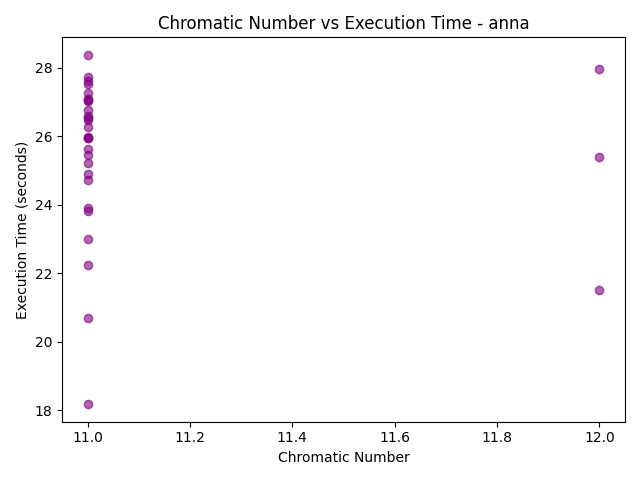 Chromatic Number vs Execution Time - anna
Execution Time (seconds)
28
26
24
22
20
18
11.0 11.2 11.4 11.6 11.8 12.0
Chromatic Number